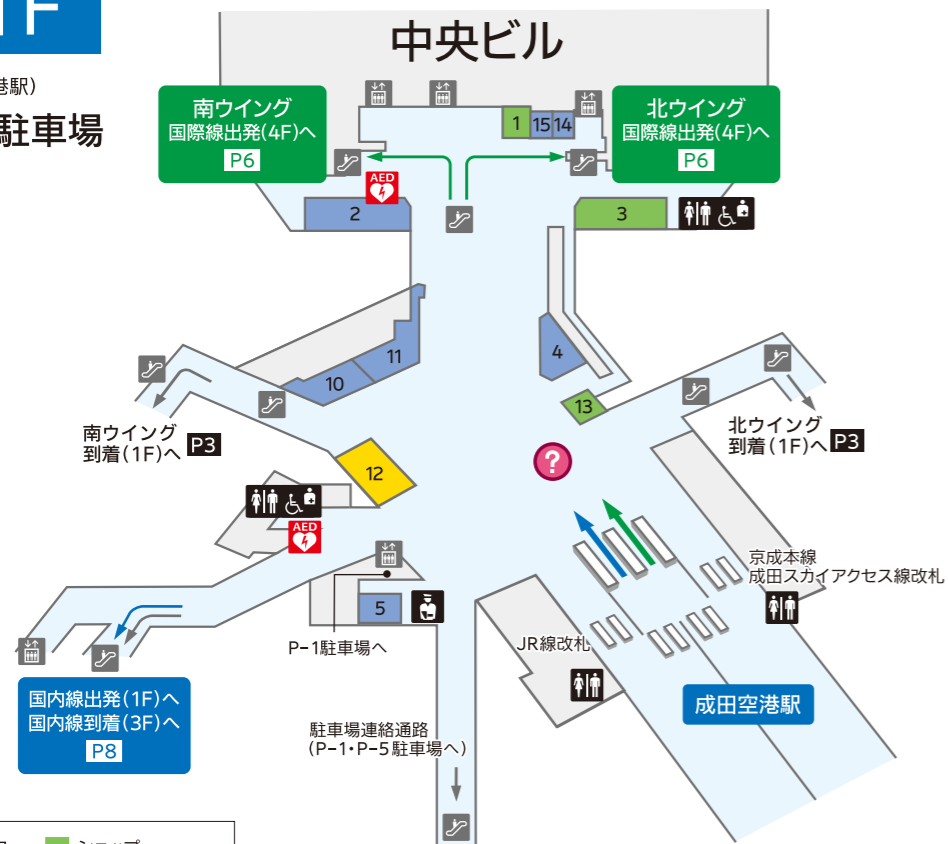 1F
港駅)
駐車場
中央ビル
南ウイング
国際線出発(4F)へ
P6
北ウイング
国際線出発(4F)へ
P6
1
15
14
AED
2
3
11
10
4
13
12
南ウイング
到着(1F)へ P3
北ウイング
到着(1F)へ P3
?
AED
京成本線
成田スカイアクセス線改札
5
P-1駐車場へ
JR線改札
成田空港駅
国内線出発(1F)へ
国内線到着(3F)へ
P8
駐車場連絡通路
(P-1・P-5駐車場へ)
ショップ